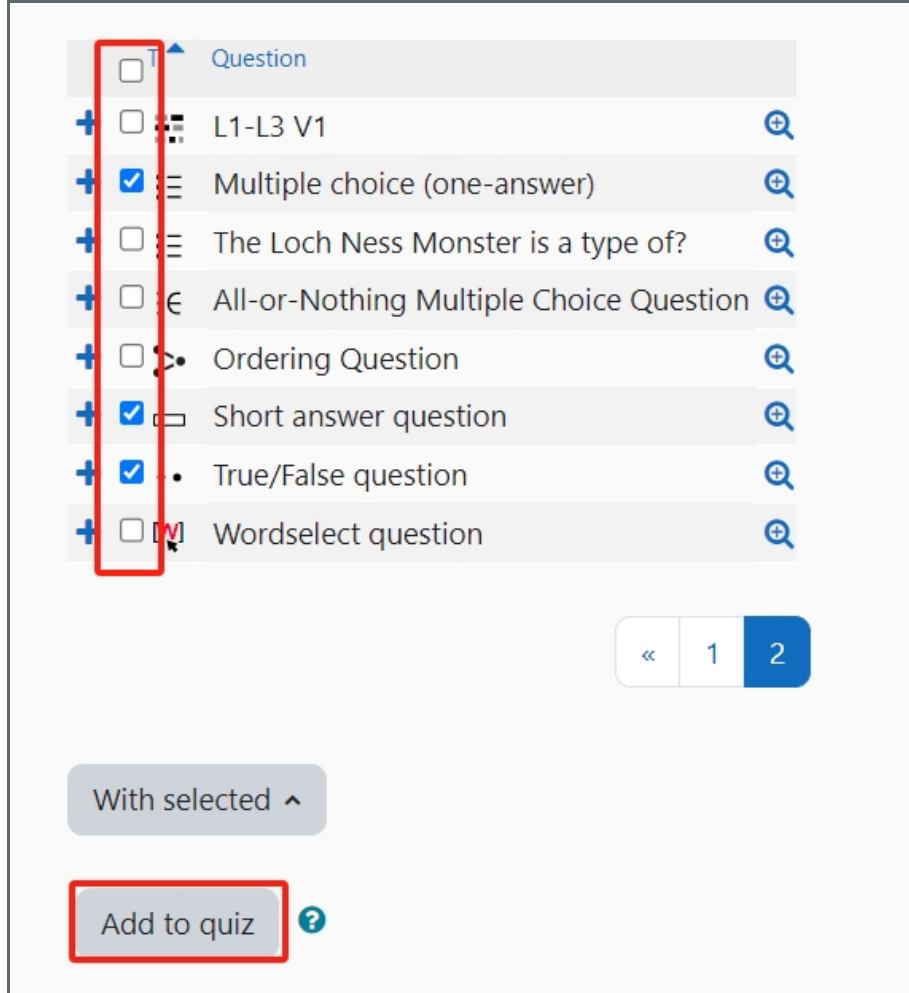 T Question
L1-L3 V1
Multiple choice (one-answer)
The Loch Ness Monster is a type of?
All-or-Nothing Multiple Choice Question
Ordering Question
Short answer question
True/False question
[W] Wordselect question
« 1 2
With selected
Add to quiz ?